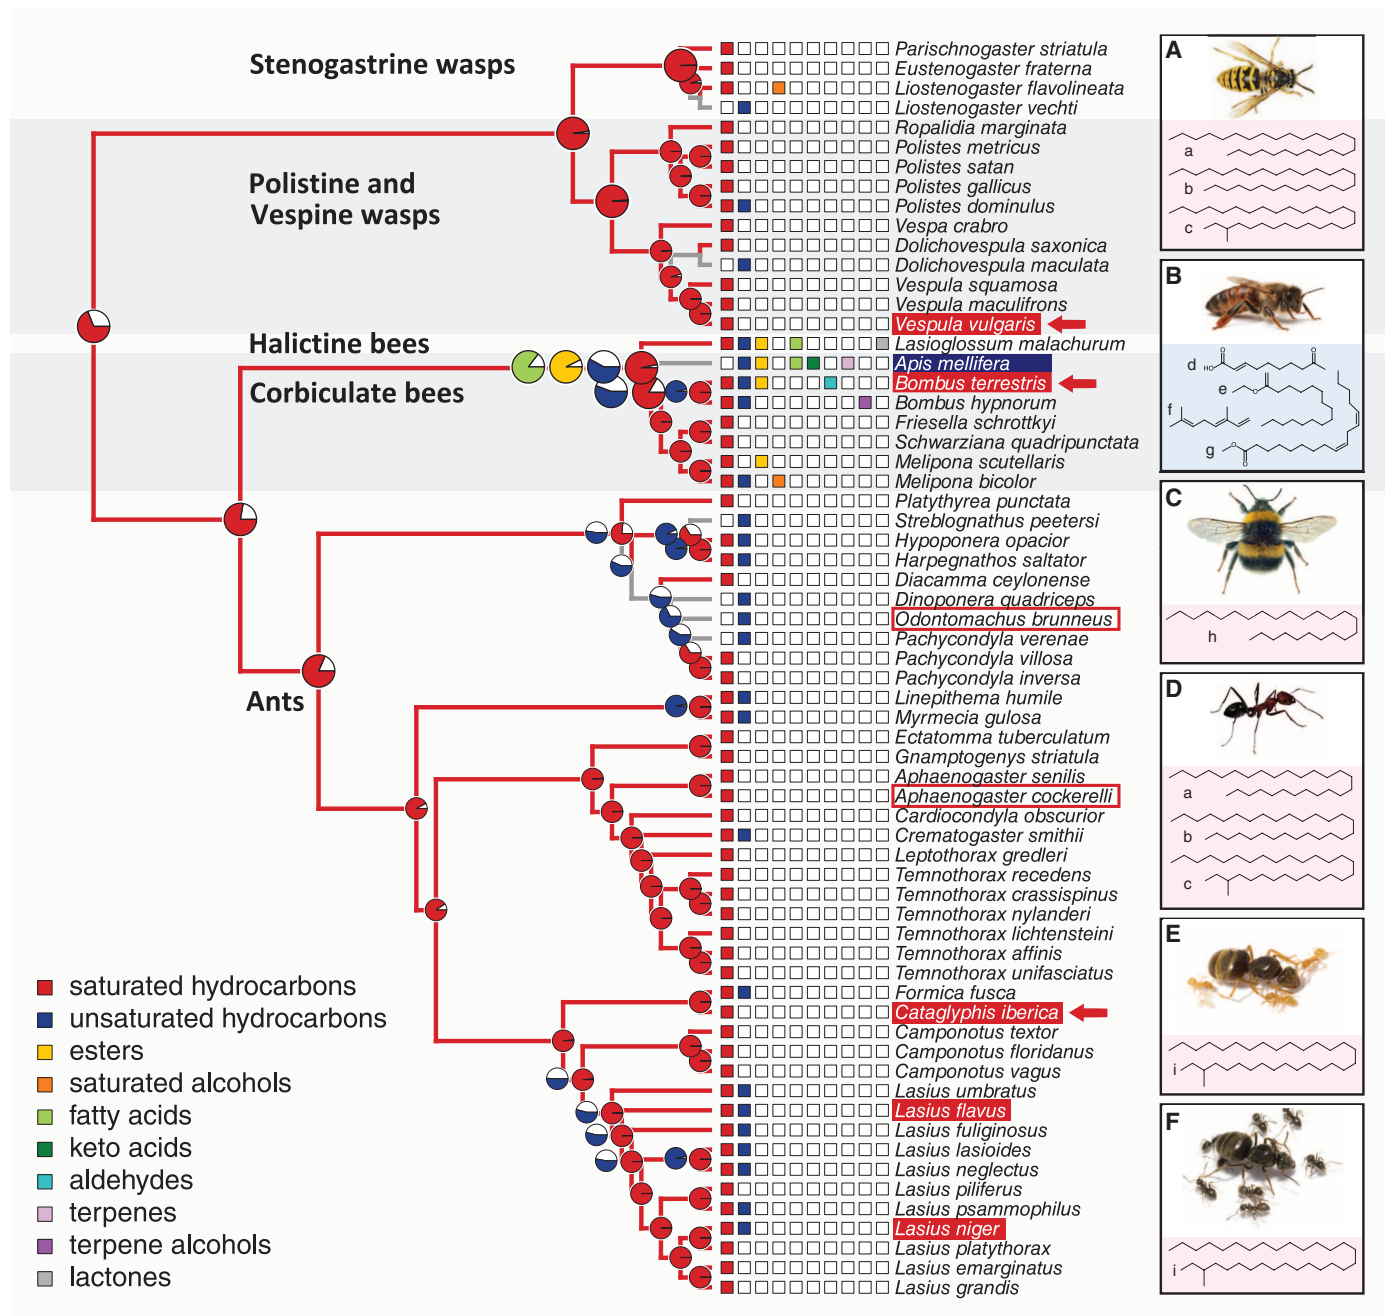 Stenogastrine wasps
Polistine and
Vespine wasps
Halictine bees
Corbiculate bees
Ants
Parischnogaster striatula
Eustenogaster fraterna
Liostenogaster flavolineata
Liostenogaster vechti
Ropalidia marginata
Polistes metricus
Polistes satan
Polistes gallicus
Polistes dominulus
Vespa crabro
Dolichovespula saxonica
Dolichovespula maculata
Vespula squamosa
Vespula maculifrons
Vespula vulgaris
Lasioglossum malachurum
Apis mellifera
Bombus terrestris
Bombus hypnorum
Friesella schrottkyi
Schwarziana quadripunctata
Melipona scutellaris
Melipona bicolor
Platythyrea punctata
Streblognathus peetersi
Hypoponera opacior
Harpegnathos saltator
Diacamma ceylonense
Dinoponera quadriceps
Odontomachus brunneus
Pachycondyla verenae
Pachycondyla villosa
Pachycondyla inversa
Linepithema humile
Myrmecia gulosa
Ectatomma tuberculatum
Gnamptogenys striatula
Aphaenogaster senilis
Aphaenogaster cockerelli
Cardiocondyla obscurior
Crematogaster smithii
Leptothorax gredleri
Temnothorax recedens
Temnothorax crassispinus
Temnothorax nylanderi
Temnothorax lichtensteini
Temnothorax affinis
Temnothorax unifasciatus
Formica fusca
Cataglyphis iberica
Camponotus textor
Camponotus floridanus
Camponotus vagus
Lasius umbratus
Lasius flavus
Lasius fuliginosus
Lasius lasioides
Lasius neglectus
Lasius piliferus
Lasius psammophilus
Lasius niger
Lasius platythorax
Lasius emarginatus
Lasius grandis
saturated hydrocarbons
unsaturated hydrocarbons
esters
saturated alcohols
fatty acids
keto acids
aldehydes
terpenes
terpene alcohols
lactones
A
a
b
c
B
d
HO
O
O
e
O
f
g
O
O
C
h
D
a
b
c
E
i
F
i